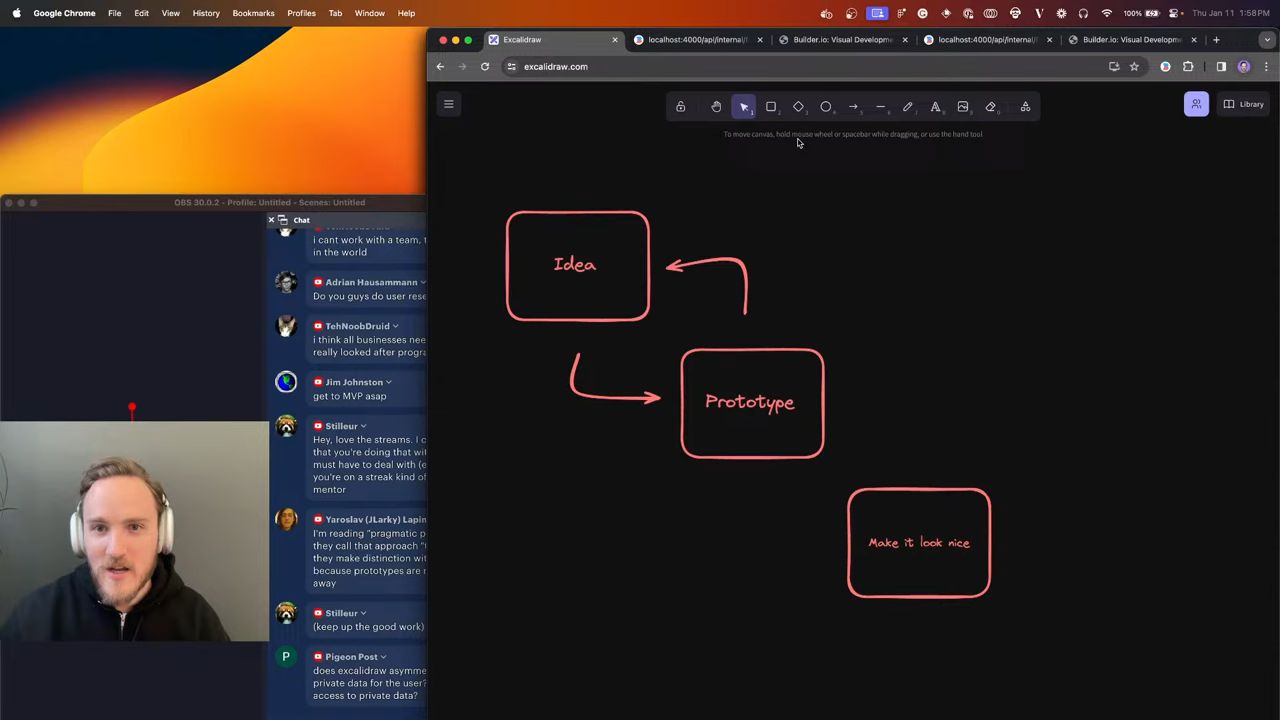 Google Chrome File Edit View History Bookmarks Profiles Tab Window Help
100% Thu Jan 11 1:58 PM
Excalidraw
localhost:4000/api/internal/f
Builder.io: Visual Developme
localhost:4000/api/internal/f
Builder.io: Visual Developme
excalidraw.com
Library
To move canvas, hold mouse wheel or spacebar while dragging, or use the hand tool
OBS 30.0.2 - Profile: Untitled - Scenes: Untitled
Chat
i cant work with a team, t
in the world
Adrian Hausammann
Do you guys do user rese
TehNoobDruid
i think all businesses nee
really looked after progra
Jim Johnston
get to MVP asap
Stilleur
Hey, love the streams. I c
that you're doing that wit
must have to deal with (e
you're on a streak kind of
mentor
Yaroslav (JLarky) Lapin
I'm reading "pragmatic p
they call that approach "t
they make distinction wit
because prototypes are r
away
Stilleur
(keep up the good work)
P
Pigeon Post
does excalidraw asymme
private data for the user?
access to private data?
Idea
Prototype
Make it look nice